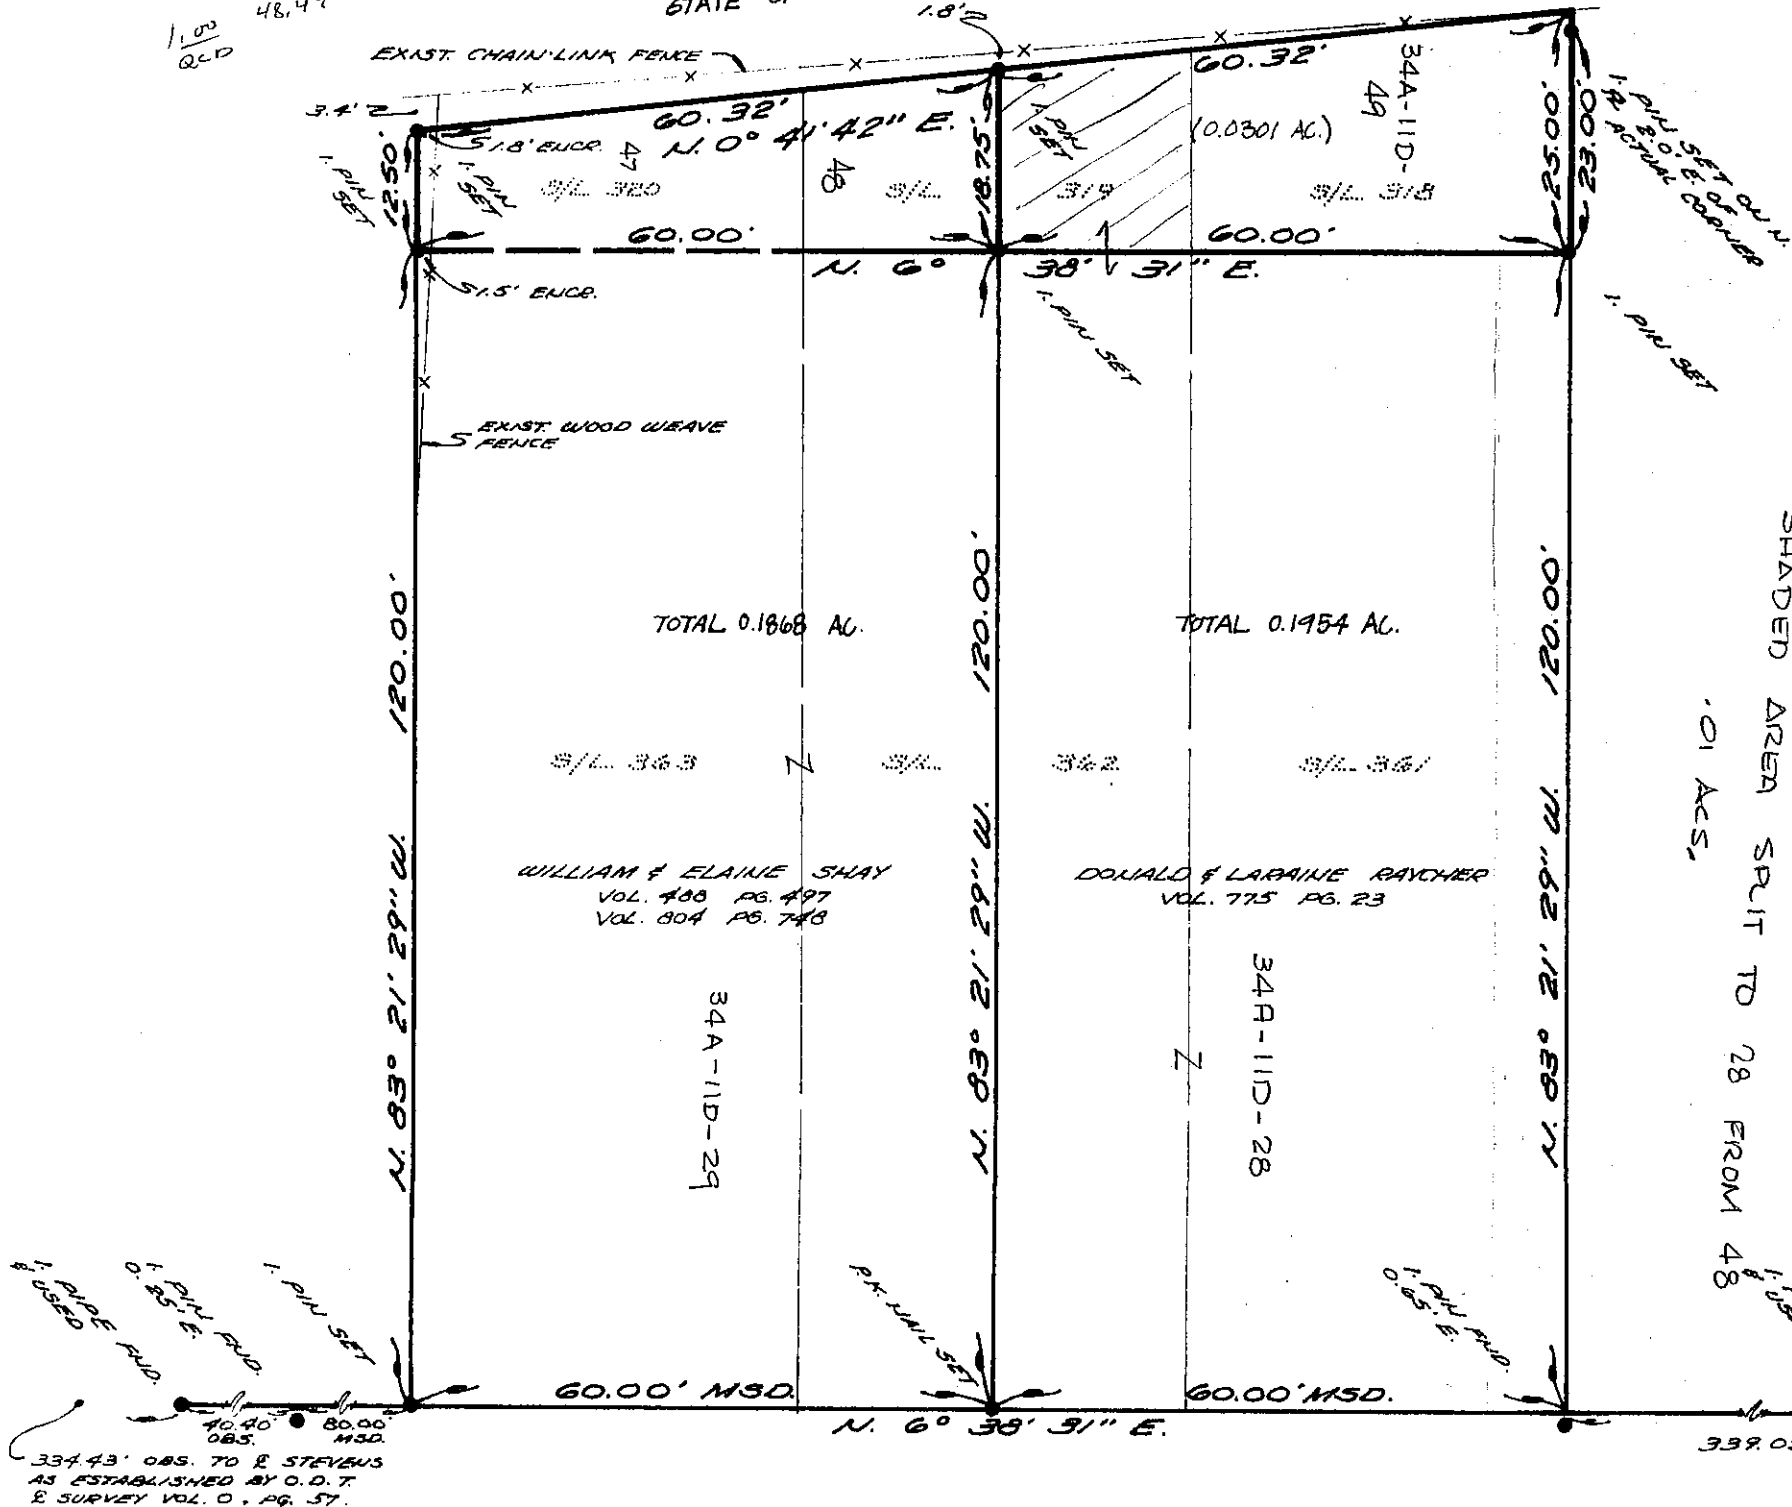 1.00
QCD
48,4
STATE OF
1.8'
EXIST. CHAIN-LINK FENCE
3.4'
60.32'
60.32'
N. 0° 41' 42" E.
1.8' ENCR.
12.50'
18.75'
25.00'
23.00'
1. PIN
SET
1. PIN
SET
1. PIN
SET
47
48
34A-11D-
49
(0.0301 AC.)
S/L 380
S/L
319
S/L 318
1. PIN SET ON N.
ACTUAL CORNER
60.00'
60.00'
N. 6° 38' 31" E.
1.5' ENCR.
1. PIN SET
1. PIN SET
EXIST. WOOD WEAVE
FENCE
120.00'
120.00'
120.00'
TOTAL 0.1868 AC.
TOTAL 0.1954 AC.
S/L 363
S/L
362
S/L 361
WILLIAM & ELAINE SHAY
VOL. 488 PG. 497
VOL. 804 PG. 748
DONALD & LARAINE RAYCHER
VOL. 775 PG. 23
N. 83° 21' 29" W.
N. 83° 21' 29" W.
N. 83° 21' 29" W.
34A-11D-29
34A-11D-28
SHADED AREA SPLIT TO 28 FROM 48
.01 ACS.
1. PIPE FND.
& USED
1. PIN FND.
0.25' E.
1. PIN SET
P.K. NAIL SET
1. PIN FND.
0.65' E.
60.00' MSD.
60.00' MSD.
40.40'
OBS.
80.00'
MSD.
N. 6° 38' 31" E.
334.43' OBS. TO ℄ STEVENS
AS ESTABLISHED BY O.D.T.
℄ SURVEY VOL. O, PG. 57.